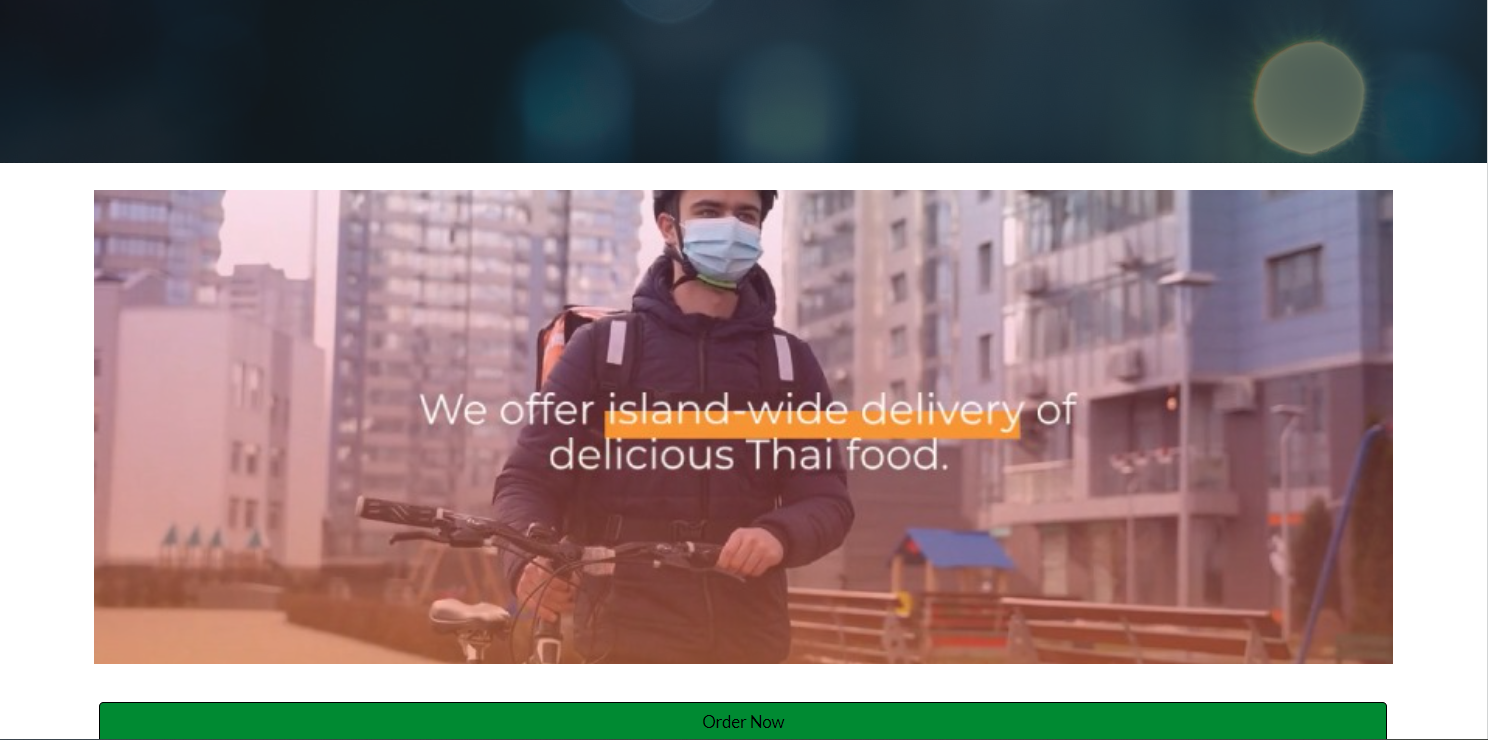 We offer island-wide delivery of
delicious Thai food.
Order Now